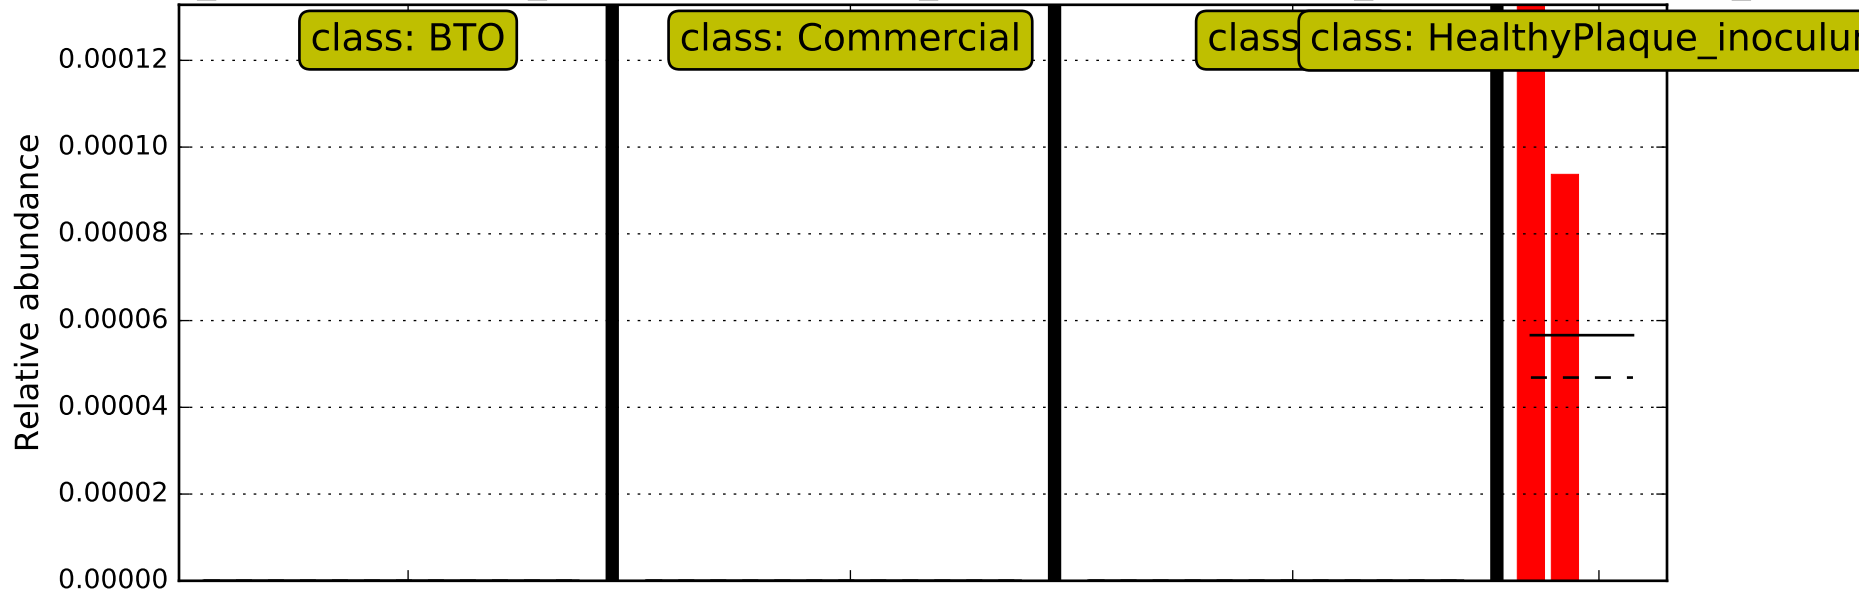 class: BTO
class: Commercial
class
class: HealthyPlaque_inoculu
0.00012
0.00010
0.00008
0.00006
0.00004
0.00002
0.00000
Relative abundance